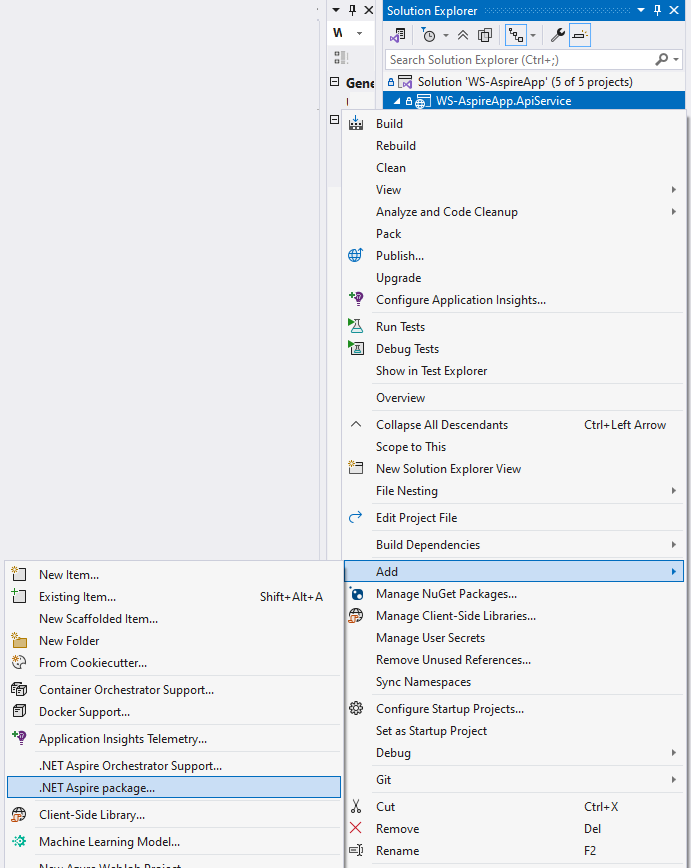 Solution Explorer
W
Search Solution Explorer (Ctrl+;)
Solution 'WS-AspireApp' (5 of 5 projects)
Gene
WS-AspireApp.ApiService
Build
Rebuild
Clean
View
Analyze and Code Cleanup
Pack
Publish...
Upgrade
Configure Application Insights...
Run Tests
Debug Tests
Show in Test Explorer
Overview
Collapse All Descendants Ctrl+Left Arrow
Scope to This
New Solution Explorer View
File Nesting
Edit Project File
Build Dependencies
Add
Manage NuGet Packages...
Manage Client-Side Libraries...
Manage User Secrets
Remove Unused References...
Sync Namespaces
Configure Startup Projects...
Set as Startup Project
Debug
Git
Cut Ctrl+X
Remove Del
Rename F2
New Item...
Existing Item... Shift+Alt+A
New Scaffolded Item...
New Folder
From Cookiecutter...
Container Orchestrator Support...
Docker Support...
Application Insights Telemetry...
.NET Aspire Orchestrator Support...
.NET Aspire package...
Client-Side Library...
Machine Learning Model...
New Azure WebJob Project